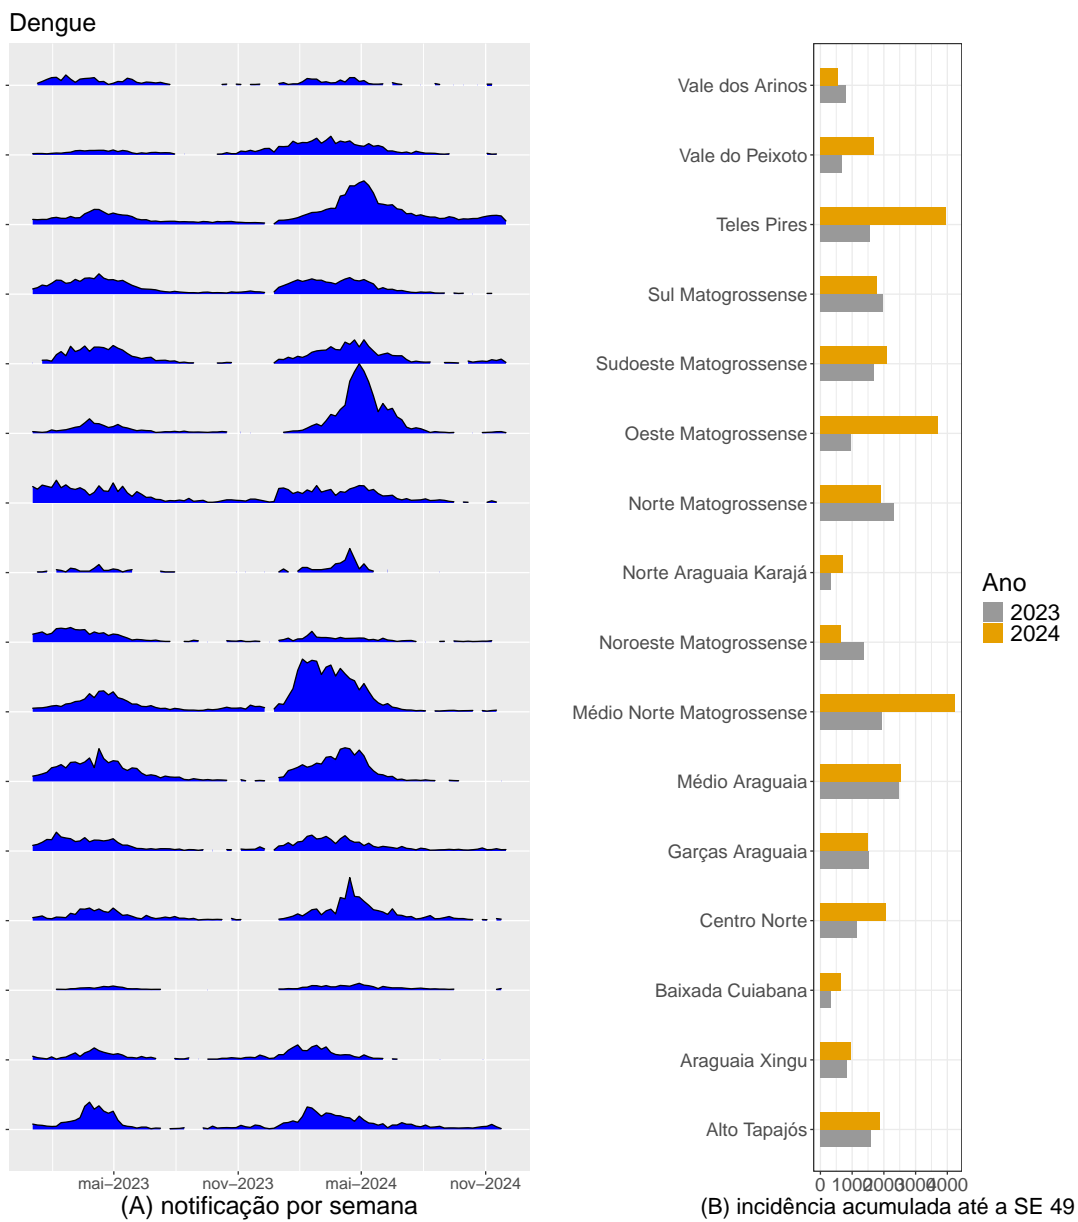 Dengue
Vale dos Arinos
Vale do Peixoto
Teles Pires
Sul Matogrossense
Sudoeste Matogrossense
Oeste Matogrossense
Norte Matogrossense
Norte Araguaia Karajá
Noroeste Matogrossense
Médio Norte Matogrossense
Médio Araguaia
Garças Araguaia
Centro Norte
Baixada Cuiabana
Araguaia Xingu
Alto Tapajós
Ano
2023
2024
mai–2023 nov–2023 mai–2024 nov–2024
0 1000 2000 3000 4000
(A) notificação por semana
(B) incidência acumulada até a SE 49